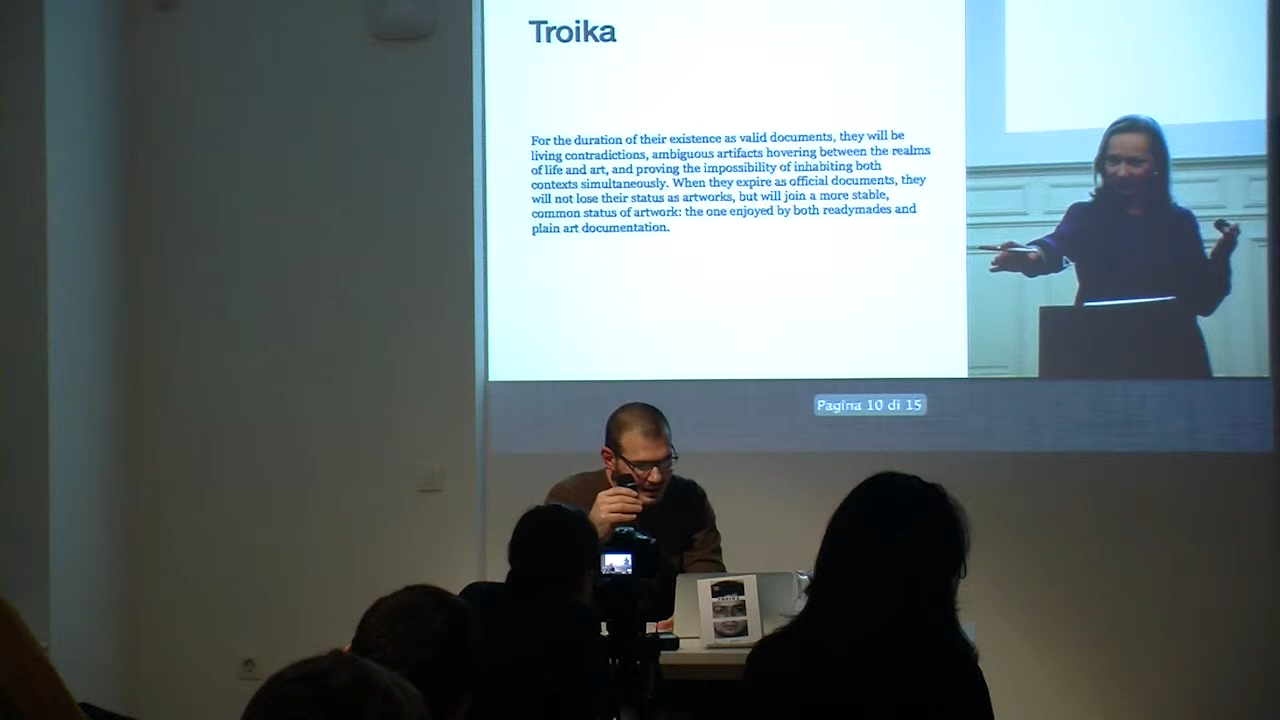 Troika
For the duration of their existence as valid documents, they will be
living contradictions, ambiguous artifacts hovering between the realms
of life and art, and proving the impossibility of inhabiting both
contexts simultaneously. When they expire as official documents, they
will not lose their status as artworks, but will join a more stable,
common status of artwork: the one enjoyed by both readymades and
plain art documentation.
Pagina 10 di 15
TROIKA